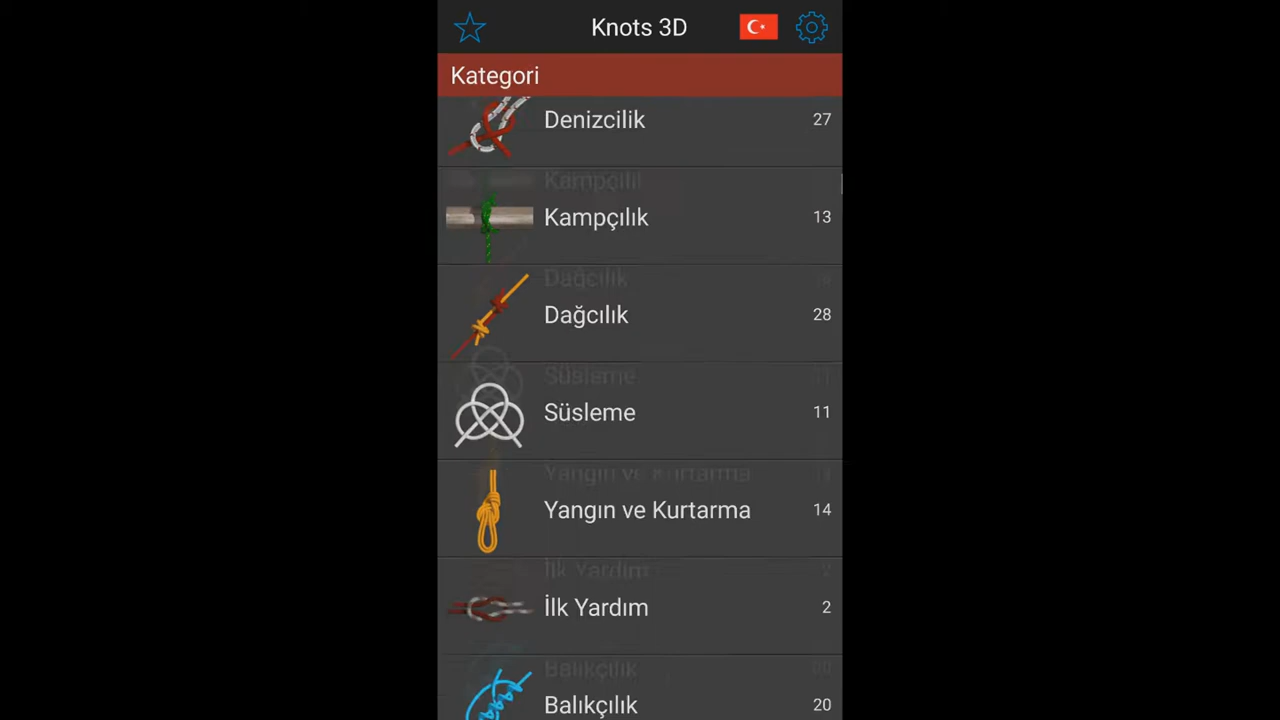 Knots 3D
Kategori
Denizcilik 27
Kampçılık 13
Dağcılık 28
Süsleme 11
Yangın ve Kurtarma 14
İlk Yardım 2
Balıkçılık 20